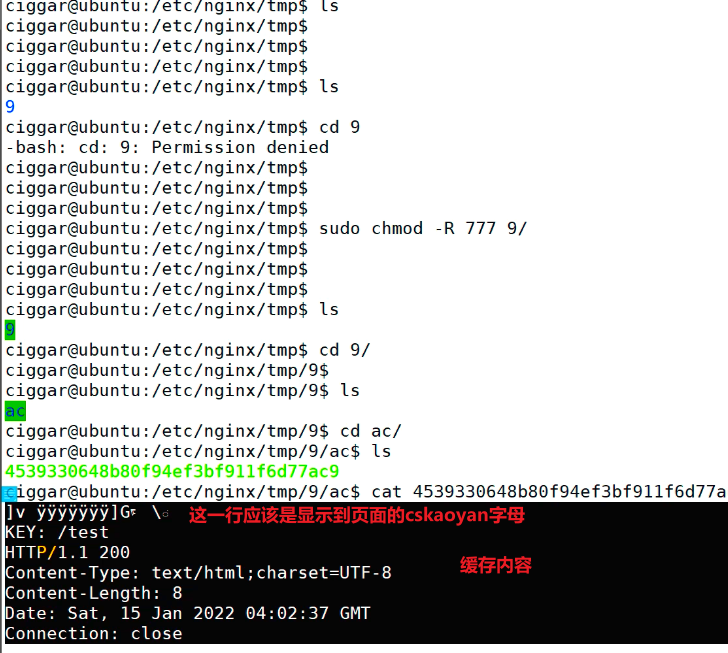 ciggar@ubuntu:/etc/nginx/tmp$ ls
ciggar@ubuntu:/etc/nginx/tmp$
ciggar@ubuntu:/etc/nginx/tmp$
ciggar@ubuntu:/etc/nginx/tmp$
ciggar@ubuntu:/etc/nginx/tmp$ ls
9
ciggar@ubuntu:/etc/nginx/tmp$ cd 9
-bash: cd: 9: Permission denied
ciggar@ubuntu:/etc/nginx/tmp$
ciggar@ubuntu:/etc/nginx/tmp$
ciggar@ubuntu:/etc/nginx/tmp$
ciggar@ubuntu:/etc/nginx/tmp$ sudo chmod -R 777 9/
ciggar@ubuntu:/etc/nginx/tmp$
ciggar@ubuntu:/etc/nginx/tmp$
ciggar@ubuntu:/etc/nginx/tmp$
ciggar@ubuntu:/etc/nginx/tmp$ ls
9
ciggar@ubuntu:/etc/nginx/tmp$ cd 9/
ciggar@ubuntu:/etc/nginx/tmp/9$
ciggar@ubuntu:/etc/nginx/tmp/9$ ls
ac
ciggar@ubuntu:/etc/nginx/tmp/9$ cd ac/
ciggar@ubuntu:/etc/nginx/tmp/9/ac$ ls
4539330648b80f94ef3bf911f6d77ac9
ciggar@ubuntu:/etc/nginx/tmp/9/ac$ cat 4539330648b80f94ef3bf911f6d77a
]v ÿÿÿÿÿÿÿ]G \ 这一行应该是显示到页面的cskaoyan字母
KEY: /test
HTTP/1.1 200
Content-Type: text/html;charset=UTF-8 缓存内容
Content-Length: 8
Date: Sat, 15 Jan 2022 04:02:37 GMT
Connection: close